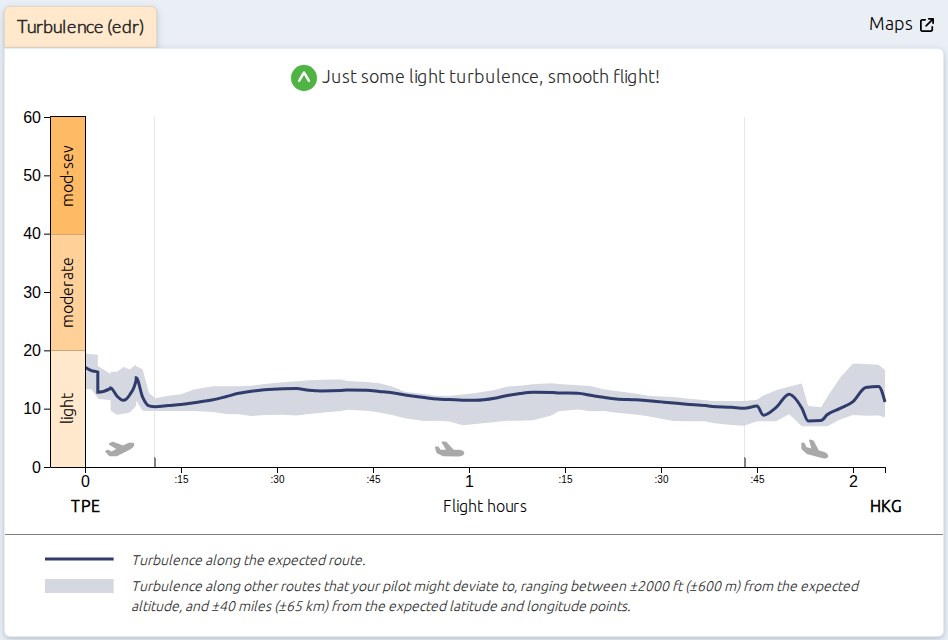 Turbulence (edr)
Maps
Just some light turbulence, smooth flight!
60
50
40
30
20
10
0
mod-sev
moderate
light
0 :15 :30 :45 1 :15 :30 :45 2
TPE Flight hours HKG
Turbulence along the expected route.
Turbulence along other routes that your pilot might deviate to, ranging between ±2000 ft (±600 m) from the expected
altitude, and ±40 miles (±65 km) from the expected latitude and longitude points.